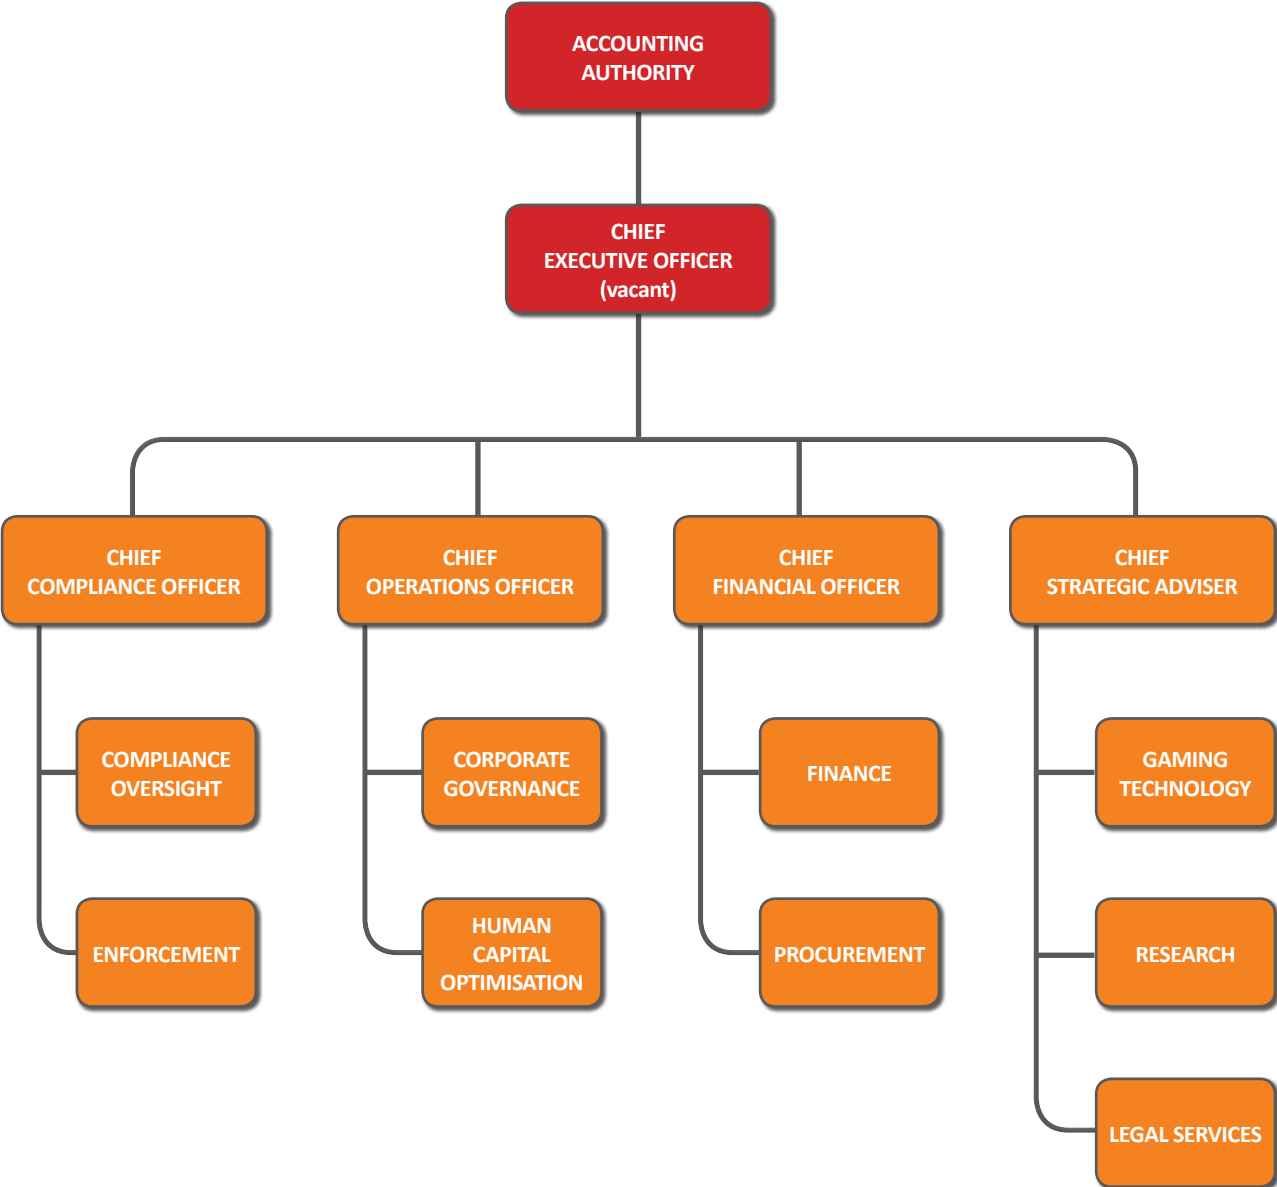 ACCOUNTING
AUTHORITY
CHIEF
EXECUTIVE OFFICER
(vacant)
CHIEF
COMPLIANCE OFFICER
CHIEF
OPERATIONS OFFICER
CHIEF
FINANCIAL OFFICER
CHIEF
STRATEGIC ADVISER
COMPLIANCE
OVERSIGHT
CORPORATE
GOVERNANCE
FINANCE
GAMING
TECHNOLOGY
ENFORCEMENT
HUMAN
CAPITAL
OPTIMISATION
PROCUREMENT
RESEARCH
LEGAL SERVICES